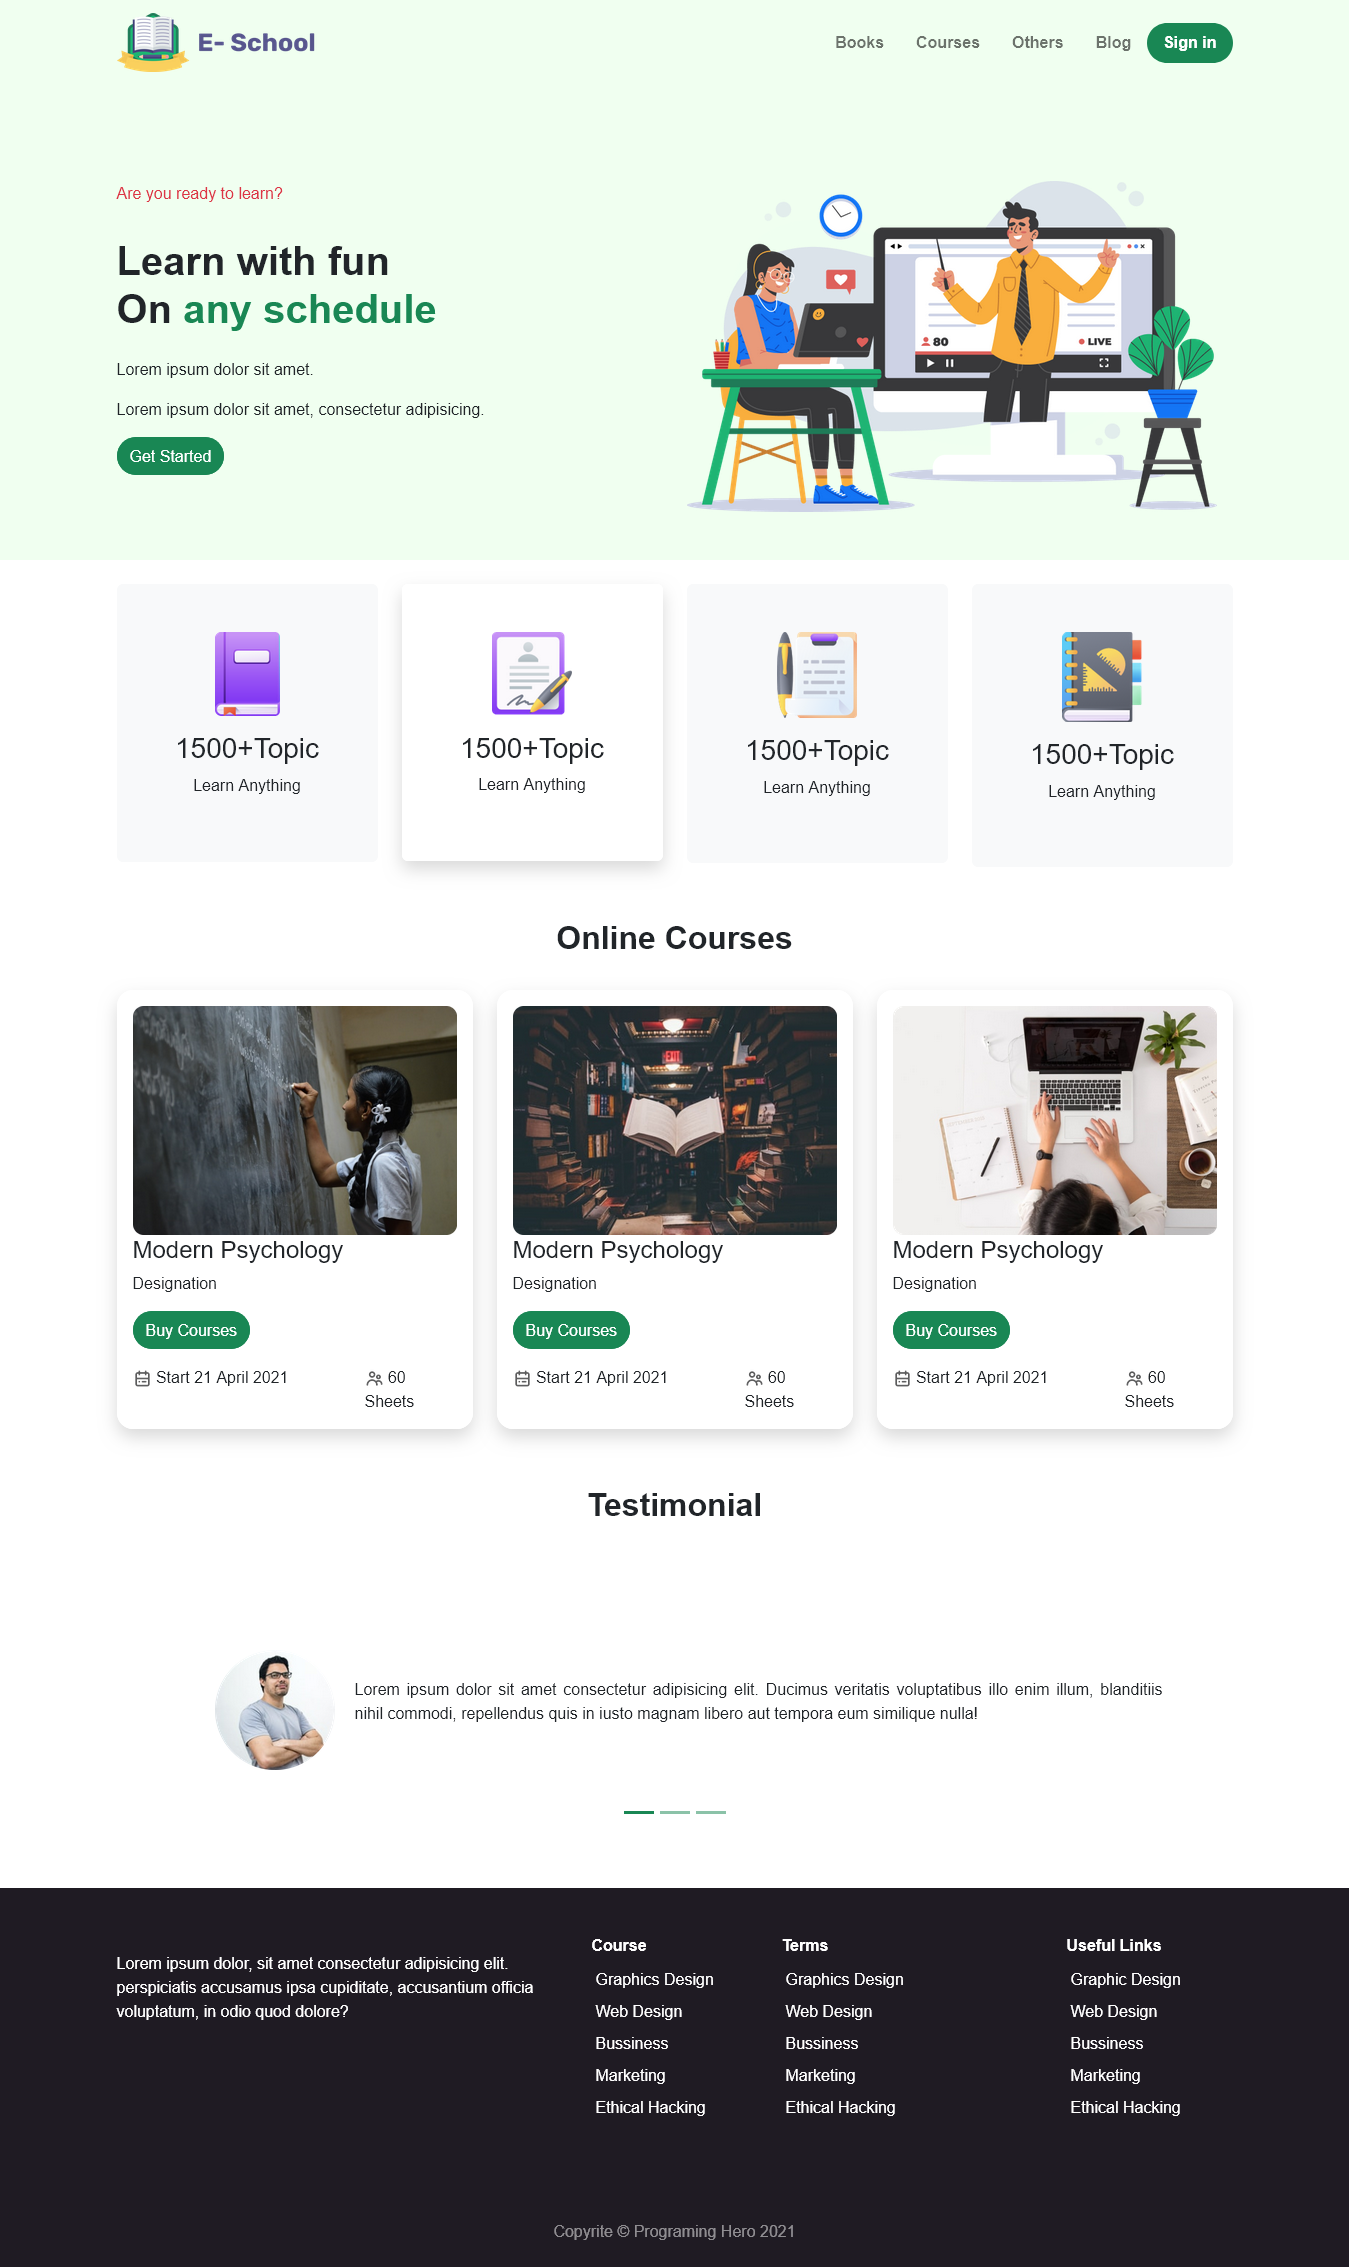 E- School
Books
Courses
Others
Blog
Sign in
Are you ready to learn?
Learn with fun
On any schedule
Lorem ipsum dolor sit amet.
Lorem ipsum dolor sit amet, consectetur adipisicing.
Get Started
80
LIVE
1500+Topic
Learn Anything
1500+Topic
Learn Anything
1500+Topic
Learn Anything
1500+Topic
Learn Anything
Online Courses
EXIT
Modern Psychology
Designation
Buy Courses
Start 21 April 2021
60
Sheets
Modern Psychology
Designation
Buy Courses
Start 21 April 2021
60
Sheets
Modern Psychology
Designation
Buy Courses
Start 21 April 2021
60
Sheets
Testimonial
Lorem ipsum dolor sit amet consectetur adipisicing elit. Ducimus veritatis voluptatibus illo enim illum, blanditiis
nihil commodi, repellendus quis in iusto magnam libero aut tempora eum similique nulla!
Lorem ipsum dolor, sit amet consectetur adipisicing elit.
perspiciatis accusamus ipsa cupiditate, accusantium officia
voluptatum, in odio quod dolore?
Course
Graphics Design
Web Design
Bussiness
Marketing
Ethical Hacking
Terms
Graphics Design
Web Design
Bussiness
Marketing
Ethical Hacking
Useful Links
Graphic Design
Web Design
Bussiness
Marketing
Ethical Hacking
Copyrite © Programing Hero 2021